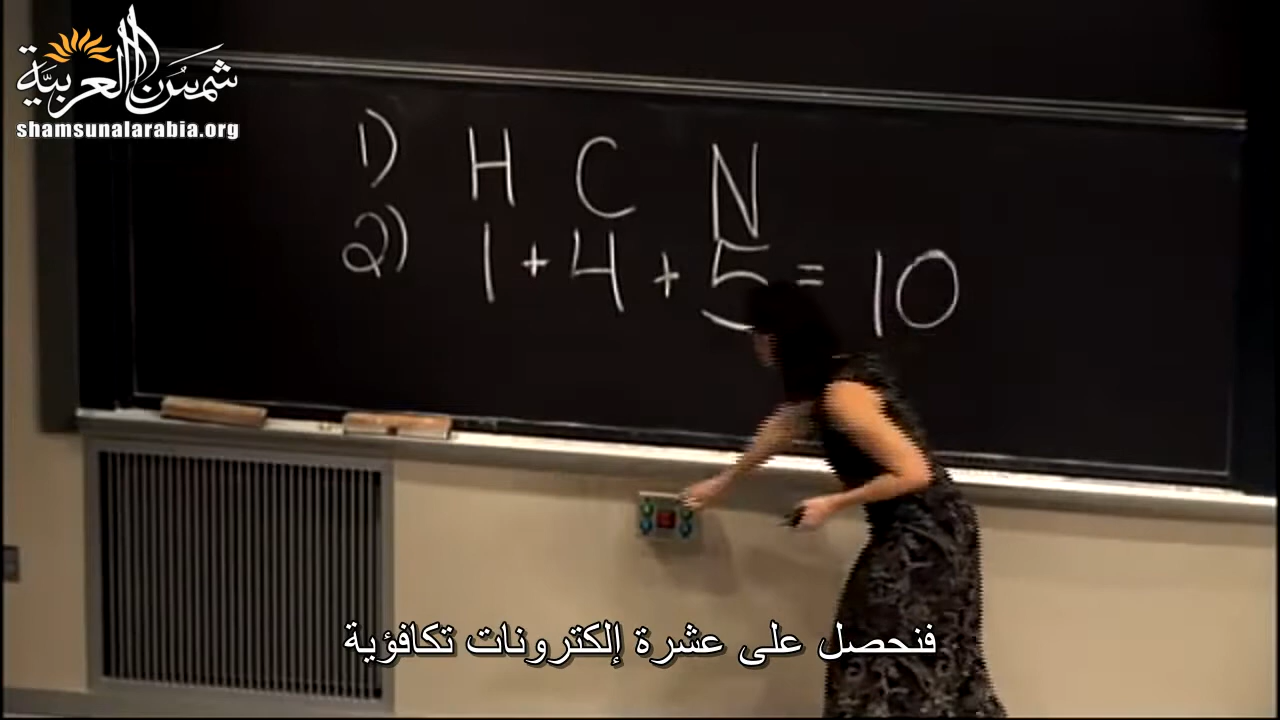 شمس العربية
shamsunalarabia.org
1) H C N
2) 1 + 4 + 5 = 10
فنحصل على عشرة إلكترونات تكافؤية